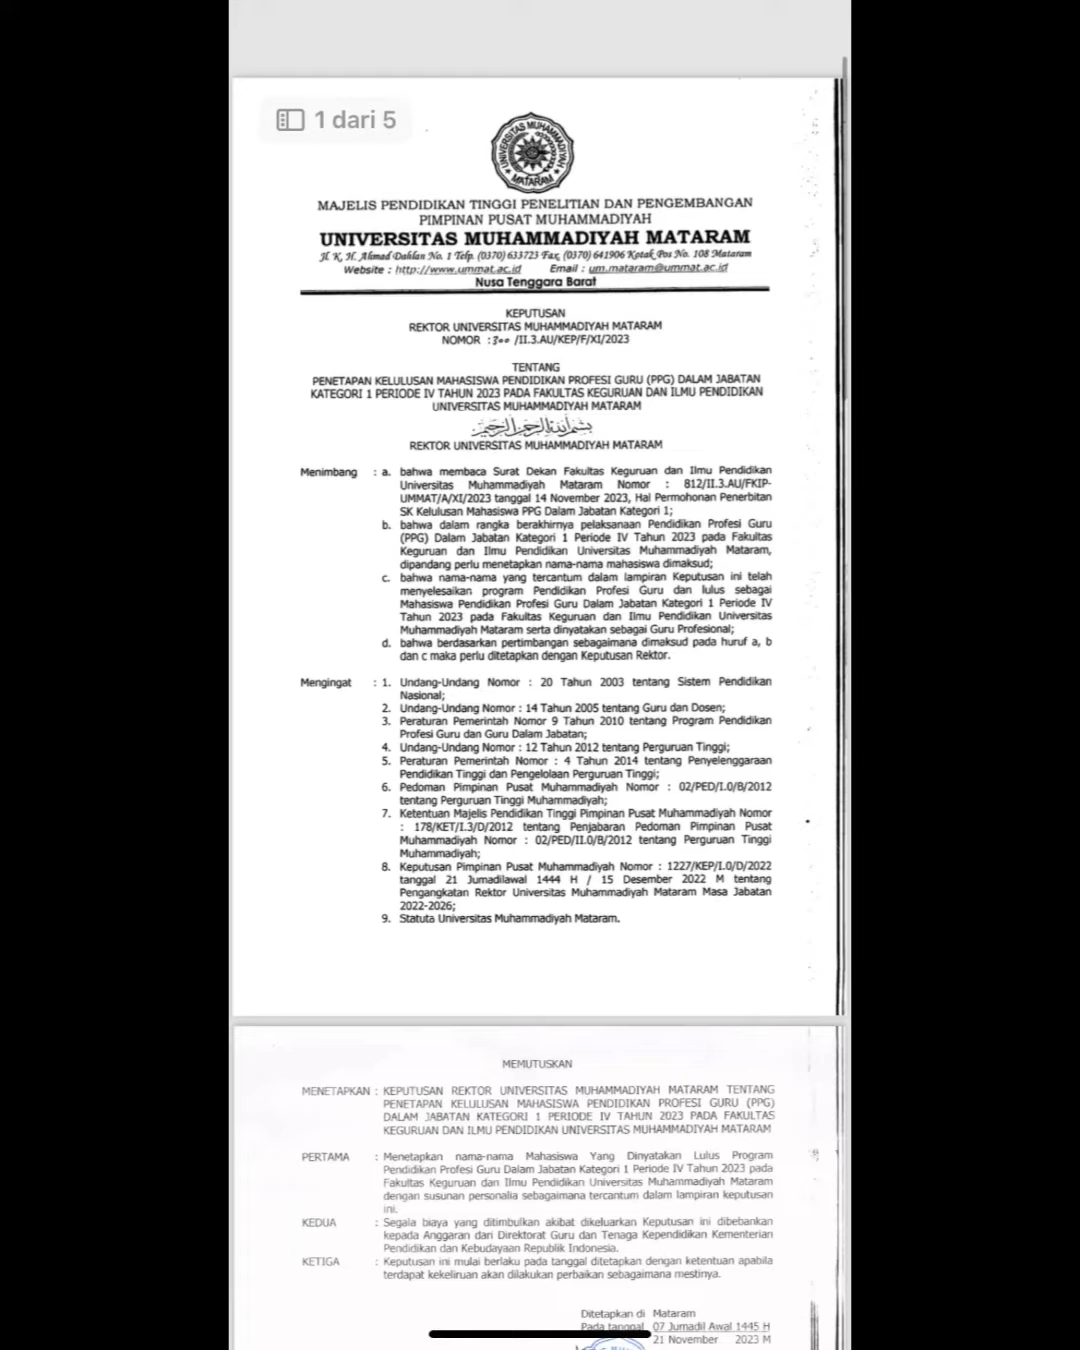 1 dari 5
UNIVERSITAS MUHAMMADIYAH
MATARAM
MAJELIS PENDIDIKAN TINGGI PENELITIAN DAN PENGEMBANGAN
PIMPINAN PUSAT MUHAMMADIYAH
UNIVERSITAS MUHAMMADIYAH MATARAM
Jl. K. H. Ahmad Dahlan No. 1 Telp. (0370) 633723 Fax. (0370) 641906 Kotak Pos No. 108 Mataram
Website : http://www.ummat.ac.id Email : um.mataram@ummat.ac.id
Nusa Tenggara Barat
KEPUTUSAN
REKTOR UNIVERSITAS MUHAMMADIYAH MATARAM
NOMOR : /II.3.AU/KEP/F/XI/2023
TENTANG
PENETAPAN KELULUSAN MAHASISWA PENDIDIKAN PROFESI GURU (PPG) DALAM JABATAN
KATEGORI 1 PERIODE IV TAHUN 2023 PADA FAKULTAS KEGURUAN DAN ILMU PENDIDIKAN
UNIVERSITAS MUHAMMADIYAH MATARAM
بسم الله الرحمن الرحيم
REKTOR UNIVERSITAS MUHAMMADIYAH MATARAM
Menimbang : a. bahwa membaca Surat Dekan Fakultas Keguruan dan Ilmu Pendidikan
Universitas Muhammadiyah Mataram Nomor : 812/II.3.AU/FKIP-
UMMAT/A/XI/2023 tanggal 14 November 2023, Hal Permohonan Penerbitan
SK Kelulusan Mahasiswa PPG Dalam Jabatan Kategori 1;
b. bahwa dalam rangka berakhirnya pelaksanaan Pendidikan Profesi Guru
(PPG) Dalam Jabatan Kategori 1 Periode IV Tahun 2023 pada Fakultas
Keguruan dan Ilmu Pendidikan Universitas Muhammadiyah Mataram,
dipandang perlu menetapkan nama-nama mahasiswa dimaksud;
c. bahwa nama-nama yang tercantum dalam lampiran Keputusan ini telah
menyelesaikan program Pendidikan Profesi Guru dan lulus sebagai
Mahasiswa Pendidikan Profesi Guru Dalam Jabatan Kategori 1 Periode IV
Tahun 2023 pada Fakultas Keguruan dan Ilmu Pendidikan Universitas
Muhammadiyah Mataram serta dinyatakan sebagai Guru Profesional;
d. bahwa berdasarkan pertimbangan sebagaimana dimaksud pada huruf a, b
dan c maka perlu ditetapkan dengan Keputusan Rektor.
Mengingat : 1. Undang-Undang Nomor : 20 Tahun 2003 tentang Sistem Pendidikan
Nasional;
2. Undang-Undang Nomor : 14 Tahun 2005 tentang Guru dan Dosen;
3. Peraturan Pemerintah Nomor 9 Tahun 2010 tentang Program Pendidikan
Profesi Guru dan Guru Dalam Jabatan;
4. Undang-Undang Nomor : 12 Tahun 2012 tentang Perguruan Tinggi;
5. Peraturan Pemerintah Nomor : 4 Tahun 2014 tentang Penyelenggaraan
Pendidikan Tinggi dan Pengelolaan Perguruan Tinggi;
6. Pedoman Pimpinan Pusat Muhammadiyah Nomor : 02/PED/I.0/B/2012
tentang Perguruan Tinggi Muhammadiyah;
7. Ketentuan Majelis Pendidikan Tinggi Pimpinan Pusat Muhammadiyah Nomor
: 178/KET/I.3/D/2012 tentang Penjabaran Pedoman Pimpinan Pusat
Muhammadiyah Nomor : 02/PED/II.0/B/2012 tentang Perguruan Tinggi
Muhammadiyah;
8. Keputusan Pimpinan Pusat Muhammadiyah Nomor : 1227/KEP/I.0/D/2022
tanggal 21 Jumadilawal 1444 H / 15 Desember 2022 M tentang
Pengangkatan Rektor Universitas Muhammadiyah Mataram Masa Jabatan
2022-2026;
9. Statuta Universitas Muhammadiyah Mataram.
MEMUTUSKAN
MENETAPKAN : KEPUTUSAN REKTOR UNIVERSITAS MUHAMMADIYAH MATARAM TENTANG
PENETAPAN KELULUSAN MAHASISWA PENDIDIKAN PROFESI GURU (PPG)
DALAM JABATAN KATEGORI 1 PERIODE IV TAHUN 2023 PADA FAKULTAS
KEGURUAN DAN ILMU PENDIDIKAN UNIVERSITAS MUHAMMADIYAH MATARAM
PERTAMA : Menetapkan nama-nama Mahasiswa Yang Dinyatakan Lulus Program
Pendidikan Profesi Guru Dalam Jabatan Kategori 1 Periode IV Tahun 2023 pada
Fakultas Keguruan dan Ilmu Pendidikan Universitas Muhammadiyah Mataram
dengan susunan personalia sebagaimana tercantum dalam lampiran keputusan
ini.
KEDUA : Segala biaya yang ditimbulkan akibat dikeluarkan Keputusan ini dibebankan
kepada Anggaran dari Direktorat Guru dan Tenaga Kependidikan Kementerian
Pendidikan dan Kebudayaan Republik Indonesia.
KETIGA : Keputusan ini mulai berlaku pada tanggal ditetapkan dengan ketentuan apabila
terdapat kekeliruan akan dilakukan perbaikan sebagaimana mestinya.
Ditetapkan di Mataram
Pada tanggal 07 Jumadil Awal 1445 H
21 November 2023 M